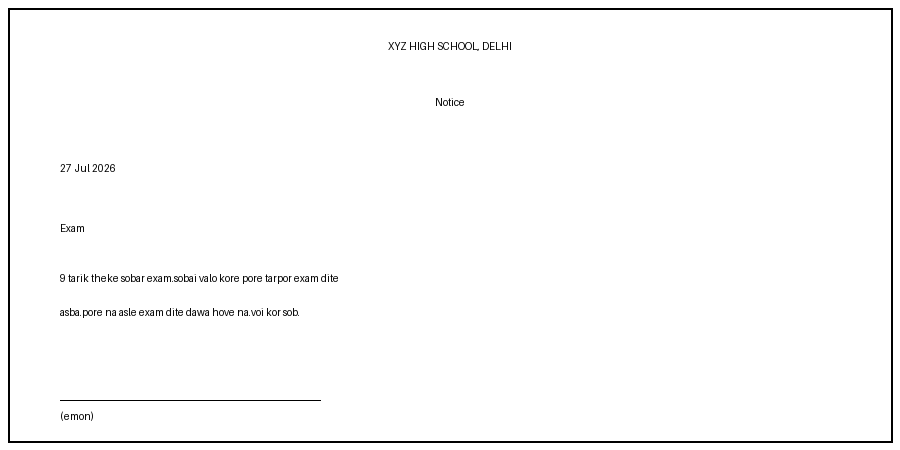 XYZ HIGH SCHOOL, DELHI
Notice
27 Jul 2026
Exam
9 tarik theke sobar exam.sobai valo kore pore tarpor exam dite
asba.pore na asle exam dite dawa hove na.voi kor sob.
(emon)